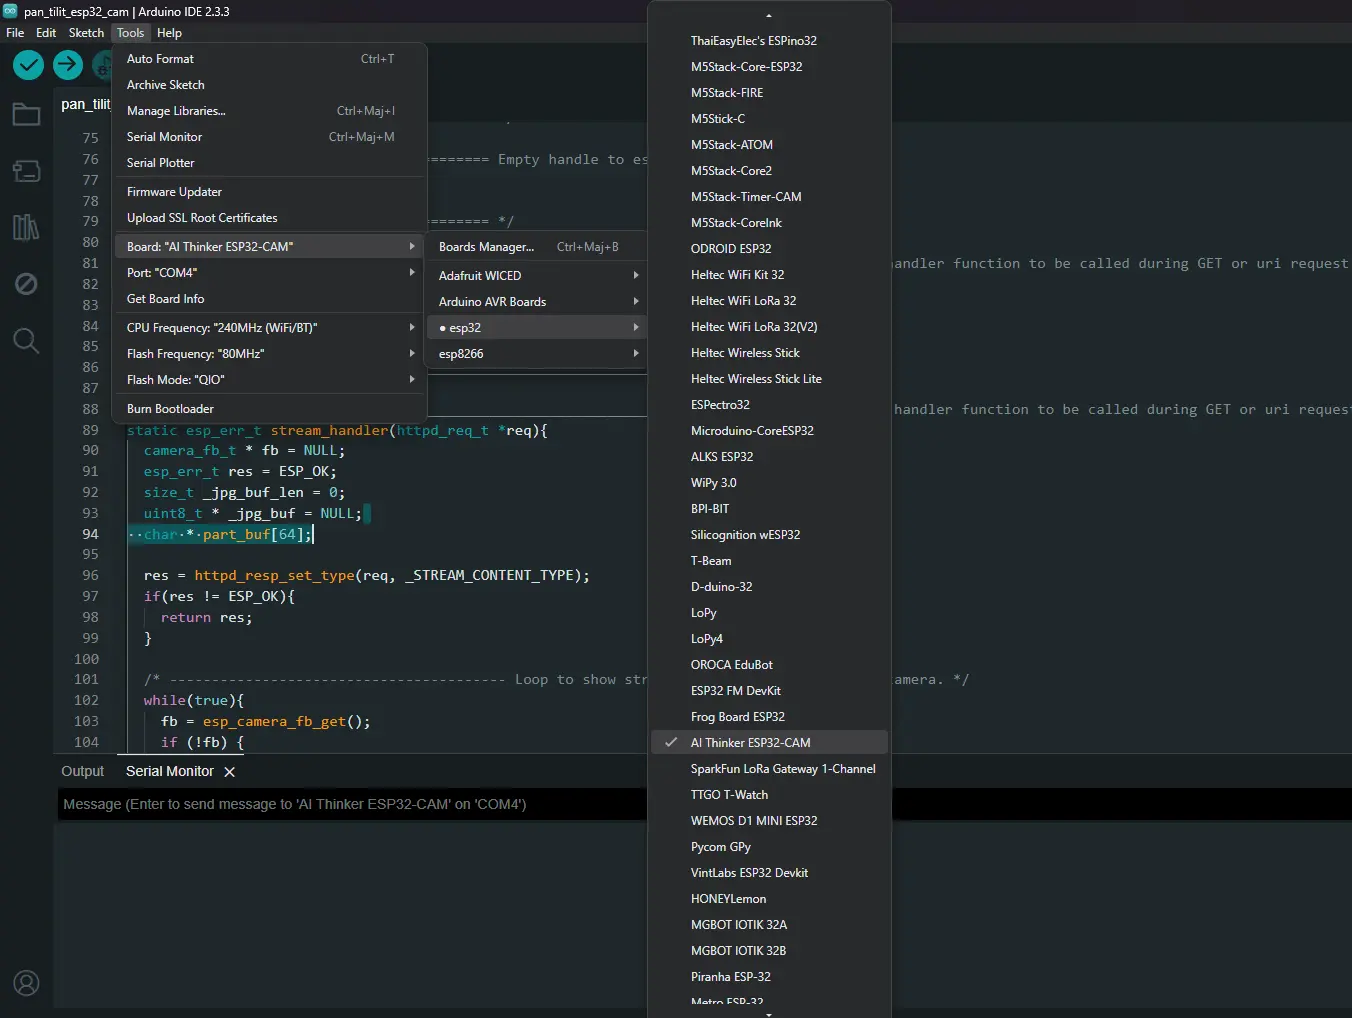 pan_tilit_esp32_cam | Arduino IDE 2.3.3
File Edit Sketch Tools Help
pan_tilit
Auto Format Ctrl+T
Archive Sketch
Manage Libraries... Ctrl+Maj+I
Serial Monitor Ctrl+Maj+M
Serial Plotter
Firmware Updater
Upload SSL Root Certificates
Board: "AI Thinker ESP32-CAM"
Port: "COM4"
Get Board Info
CPU Frequency: "240MHz (WiFi/BT)"
Flash Frequency: "80MHz"
Flash Mode: "QIO"
Burn Bootloader
Boards Manager... Ctrl+Maj+B
Adafruit WICED
Arduino AVR Boards
● esp32
esp8266
ThaiEasyElec's ESPino32
M5Stack-Core-ESP32
M5Stack-FIRE
M5Stick-C
M5Stack-ATOM
M5Stack-Core2
M5Stack-Timer-CAM
M5Stack-CoreInk
ODROID ESP32
Heltec WiFi Kit 32
Heltec WiFi LoRa 32
Heltec WiFi LoRa 32(V2)
Heltec Wireless Stick
Heltec Wireless Stick Lite
ESPectro32
Microduino-CoreESP32
ALKS ESP32
WiPy 3.0
BPI-BIT
Silicognition wESP32
T-Beam
D-duino-32
LoPy
LoPy4
OROCA EduBot
ESP32 FM DevKit
Frog Board ESP32
AI Thinker ESP32-CAM
SparkFun LoRa Gateway 1-Channel
TTGO T-Watch
WEMOS D1 MINI ESP32
Pycom GPy
VintLabs ESP32 Devkit
HONEYLemon
MGBOT IOTIK 32A
MGBOT IOTIK 32B
Piranha ESP-32
Metro ESP-32
75
76 ======== Empty handle to es
77
78
79 ======== */
80
81 andler function to be called during GET or uri request
82
83
84
85
86
87
88 handler function to be called during GET or uri reques
89 static esp_err_t stream_handler(httpd_req_t *req){
90 camera_fb_t * fb = NULL;
91 esp_err_t res = ESP_OK;
92 size_t _jpg_buf_len = 0;
93 uint8_t * _jpg_buf = NULL;
94 ··char·*·part_buf[64];
95
96 res = httpd_resp_set_type(req, _STREAM_CONTENT_TYPE);
97 if(res != ESP_OK){
98 return res;
99 }
100
101 /* ---------------------------------------- Loop to show str amera. */
102 while(true){
103 fb = esp_camera_fb_get();
104 if (!fb) {
Output Serial Monitor
Message (Enter to send message to 'AI Thinker ESP32-CAM' on 'COM4')